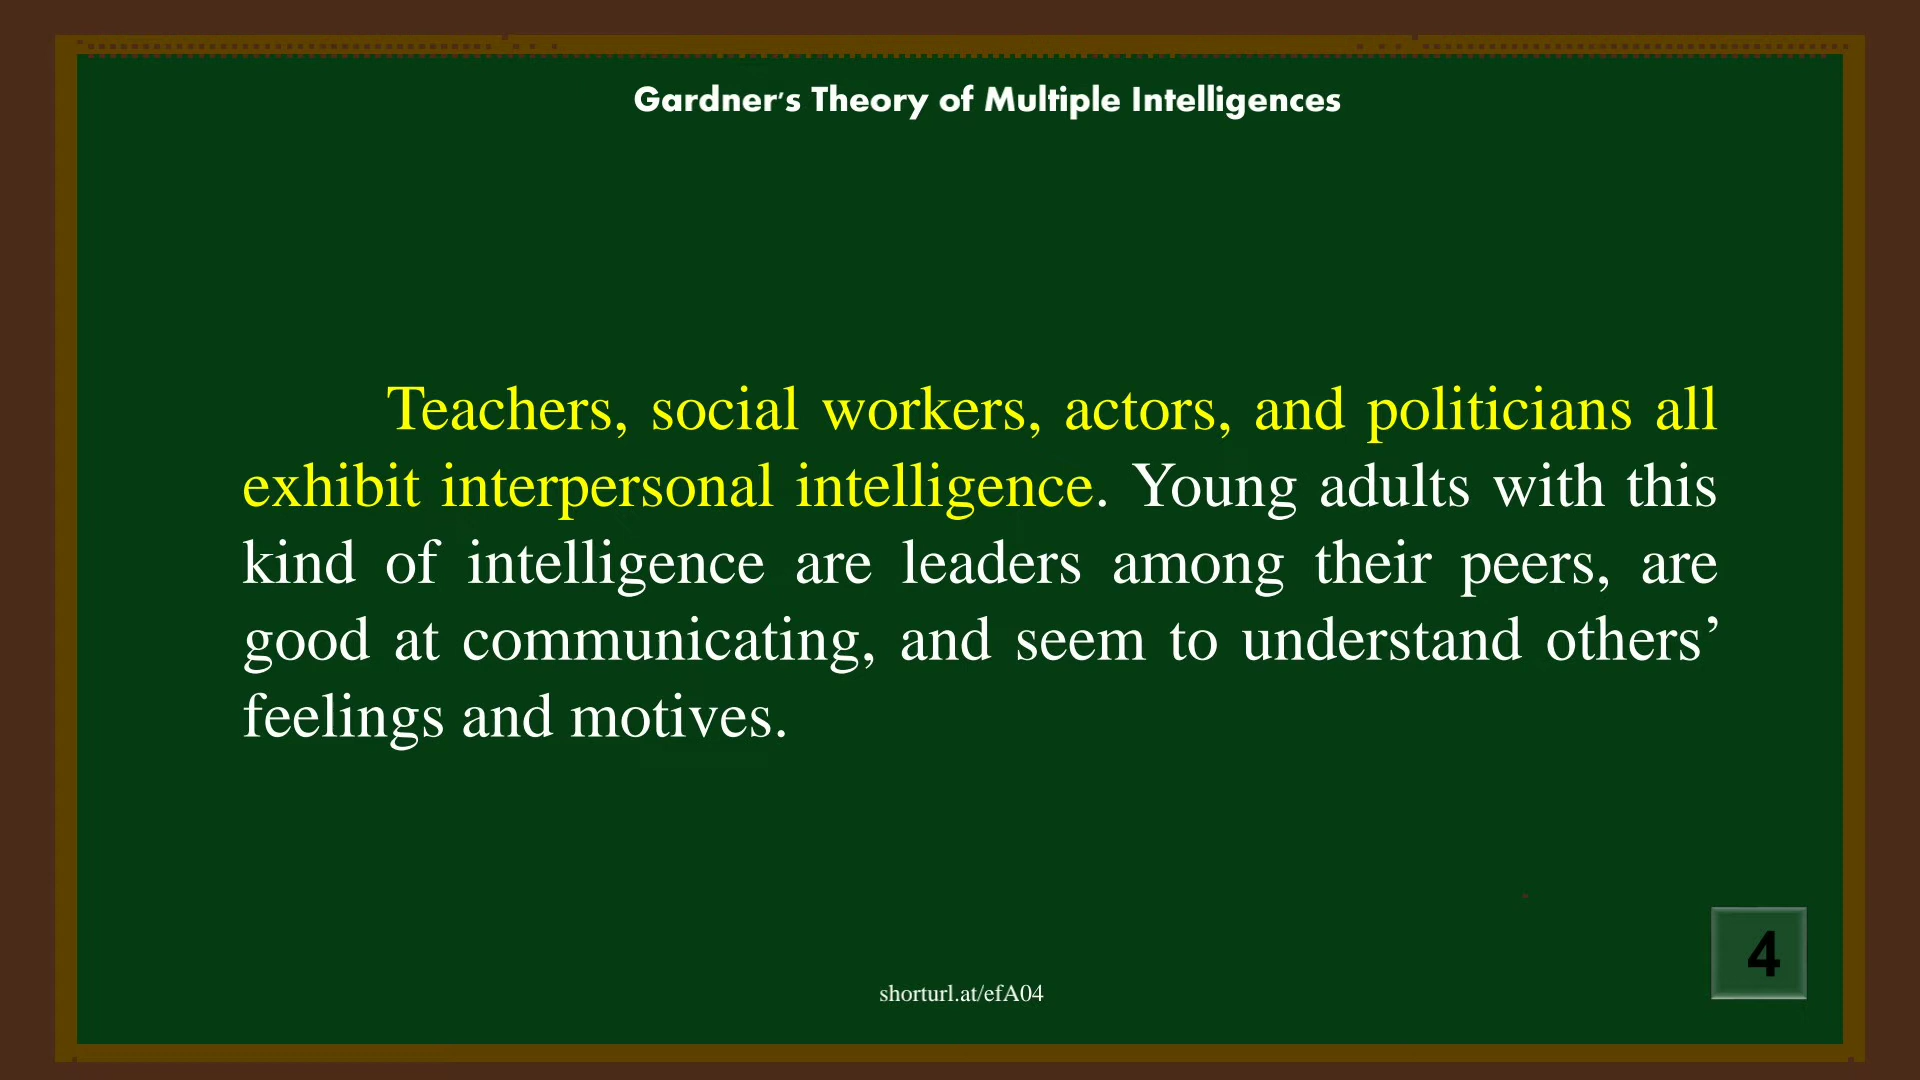 Gardner's Theory of Multiple Intelligences
Teachers, social workers, actors, and politicians all
exhibit interpersonal intelligence. Young adults with this
kind of intelligence are leaders among their peers, are
good at communicating, and seem to understand others’
feelings and motives.
4
shorturl.at/efA04